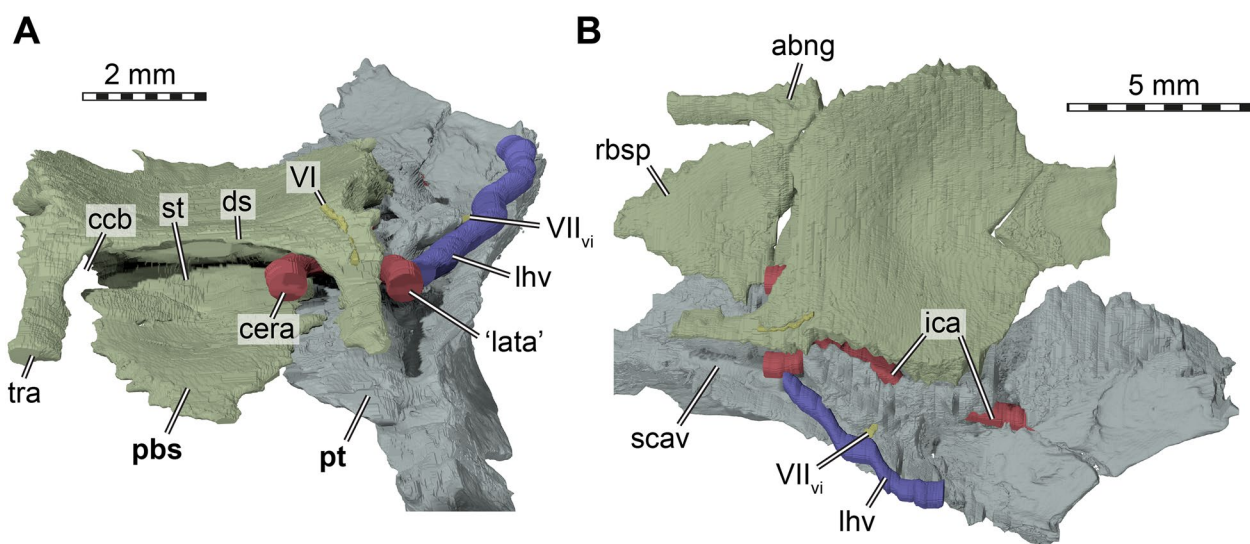 A
2 mm
VI
ccb
st
ds
VIIvi
lhv
cera
'lata'
tra
pbs
pt
B
abng
5 mm
rbsp
ica
scav
VIIvi
lhv